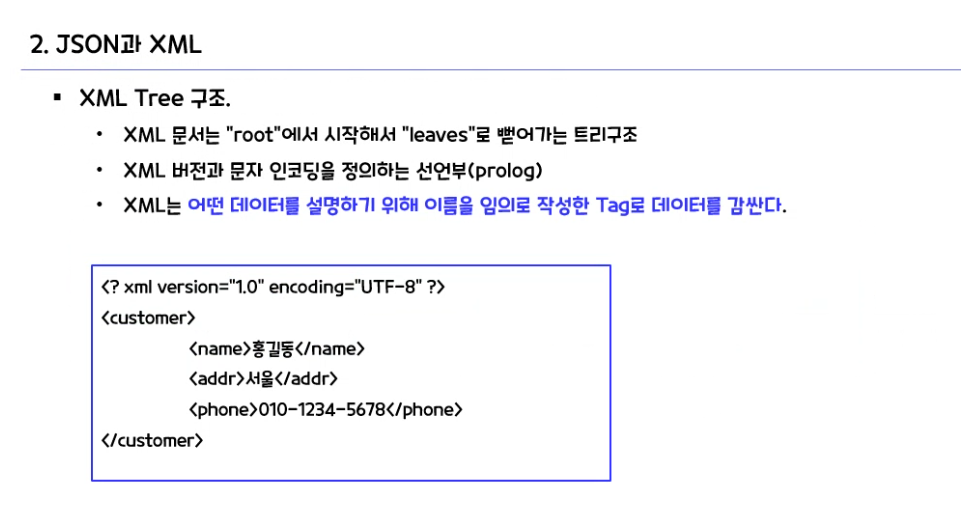 2. JSON과 XML
▪ XML Tree 구조.
• XML 문서는 "root"에서 시작해서 "leaves"로 뻗어가는 트리구조
• XML 버전과 문자 인코딩을 정의하는 선언부(prolog)
• XML는 어떤 데이터를 설명하기 위해 이름을 임의로 작성한 Tag로 데이터를 감싼다.
<? xml version="1.0" encoding="UTF-8" ?>
<customer>
<name>홍길동</name>
<addr>서울</addr>
<phone>010-1234-5678</phone>
</customer>